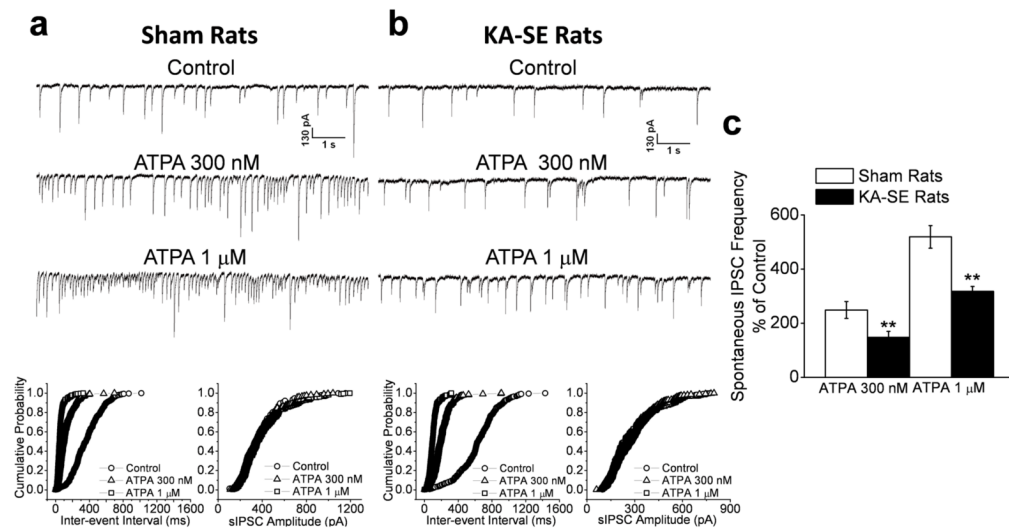 a
Sham Rats
Control
130 pA
1 s
ATPA 300 nM
ATPA 1 μM
Cumulative Probability
1.0
0.8
0.6
0.4
0.2
0.0
Control
ATPA 300 nM
ATPA 1 μM
0 400 800 1200 1600
Inter-event Interval (ms)
1.0
0.8
0.6
0.4
0.2
0.0
Control
ATPA 300 nM
ATPA 1 μM
0 400 800 1200
sIPSC Amplitude (pA)
b
KA-SE Rats
Control
130 pA
1 s
ATPA 300 nM
ATPA 1 μM
Cumulative Probability
1.0
0.8
0.6
0.4
0.2
0.0
Control
ATPA 300 nM
ATPA 1 μM
0 400 800 1200 1600
Inter-event Interval (ms)
1.0
0.8
0.6
0.4
0.2
0.0
Control
ATPA 300 nM
ATPA 1 μM
0 300 600 900
sIPSC Amplitude (pA)
c
Sham Rats
KA-SE Rats
Spontaneous IPSC Frequency
% of Control
600
400
200
0
**
**
ATPA 300 nM ATPA 1 μM